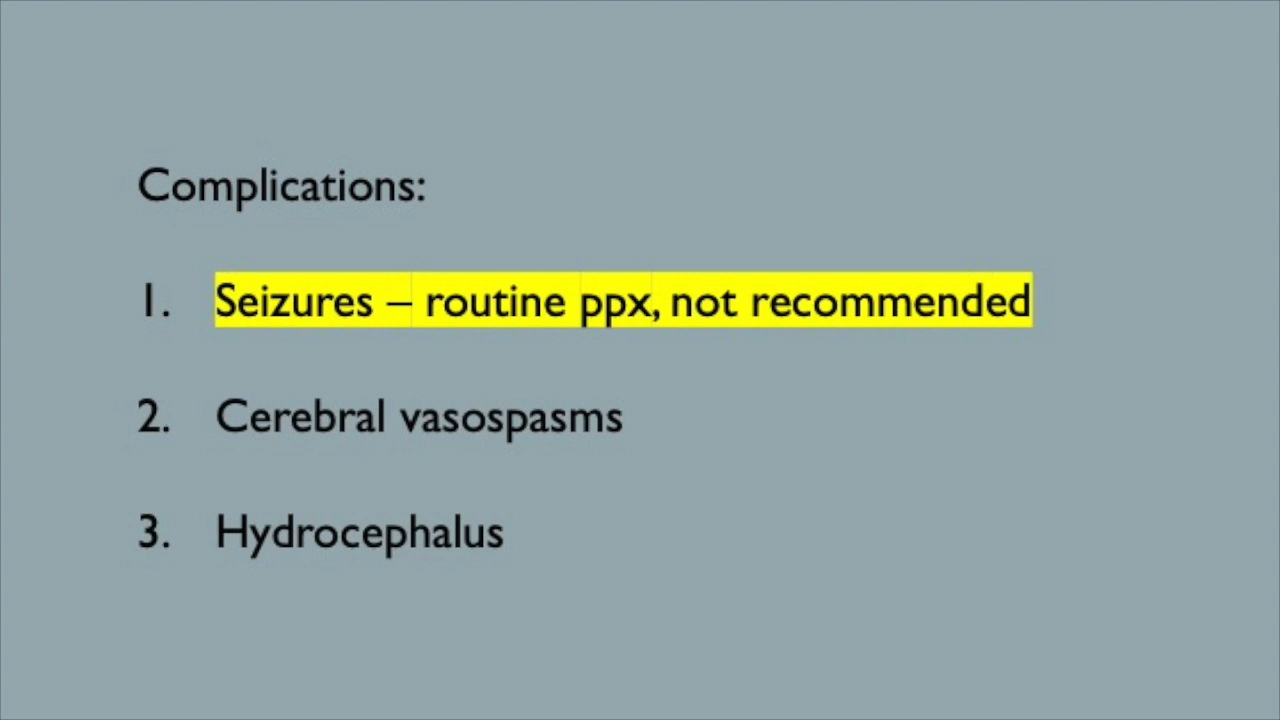 Complications:
1. Seizures – routine ppx, not recommended
2. Cerebral vasospasms
3. Hydrocephalus